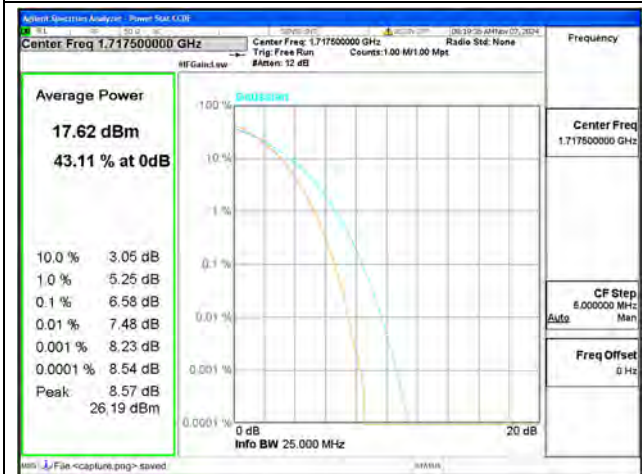 Agilent Spectrum Analyzer - Power Stat CCDF
Center Freq 1.717500000 GHz
Center Freq: 1.717500000 GHz
Radio Std: None
Trig: Free Run
Counts:1.00 M/1.00 Mpt
#IFGain:Low
#Atten: 12 dB
Frequency
Average Power
17.62 dBm
43.11 % at 0dB
10.0 % 3.05 dB
1.0 % 5.25 dB
0.1 % 6.58 dB
0.01 % 7.48 dB
0.001 % 8.23 dB
0.0001 % 8.54 dB
Peak 8.57 dB
26.19 dBm
Gaussian
100 %
10 %
1 %
0.1 %
0.01 %
0.001 %
0.0001 %
0 dB
20 dB
Info BW 25.000 MHz
Center Freq
1.717500000 GHz
CF Step
5.000000 MHz
Auto Man
Freq Offset
0 Hz
MSG File <capture.png> saved
STATUS